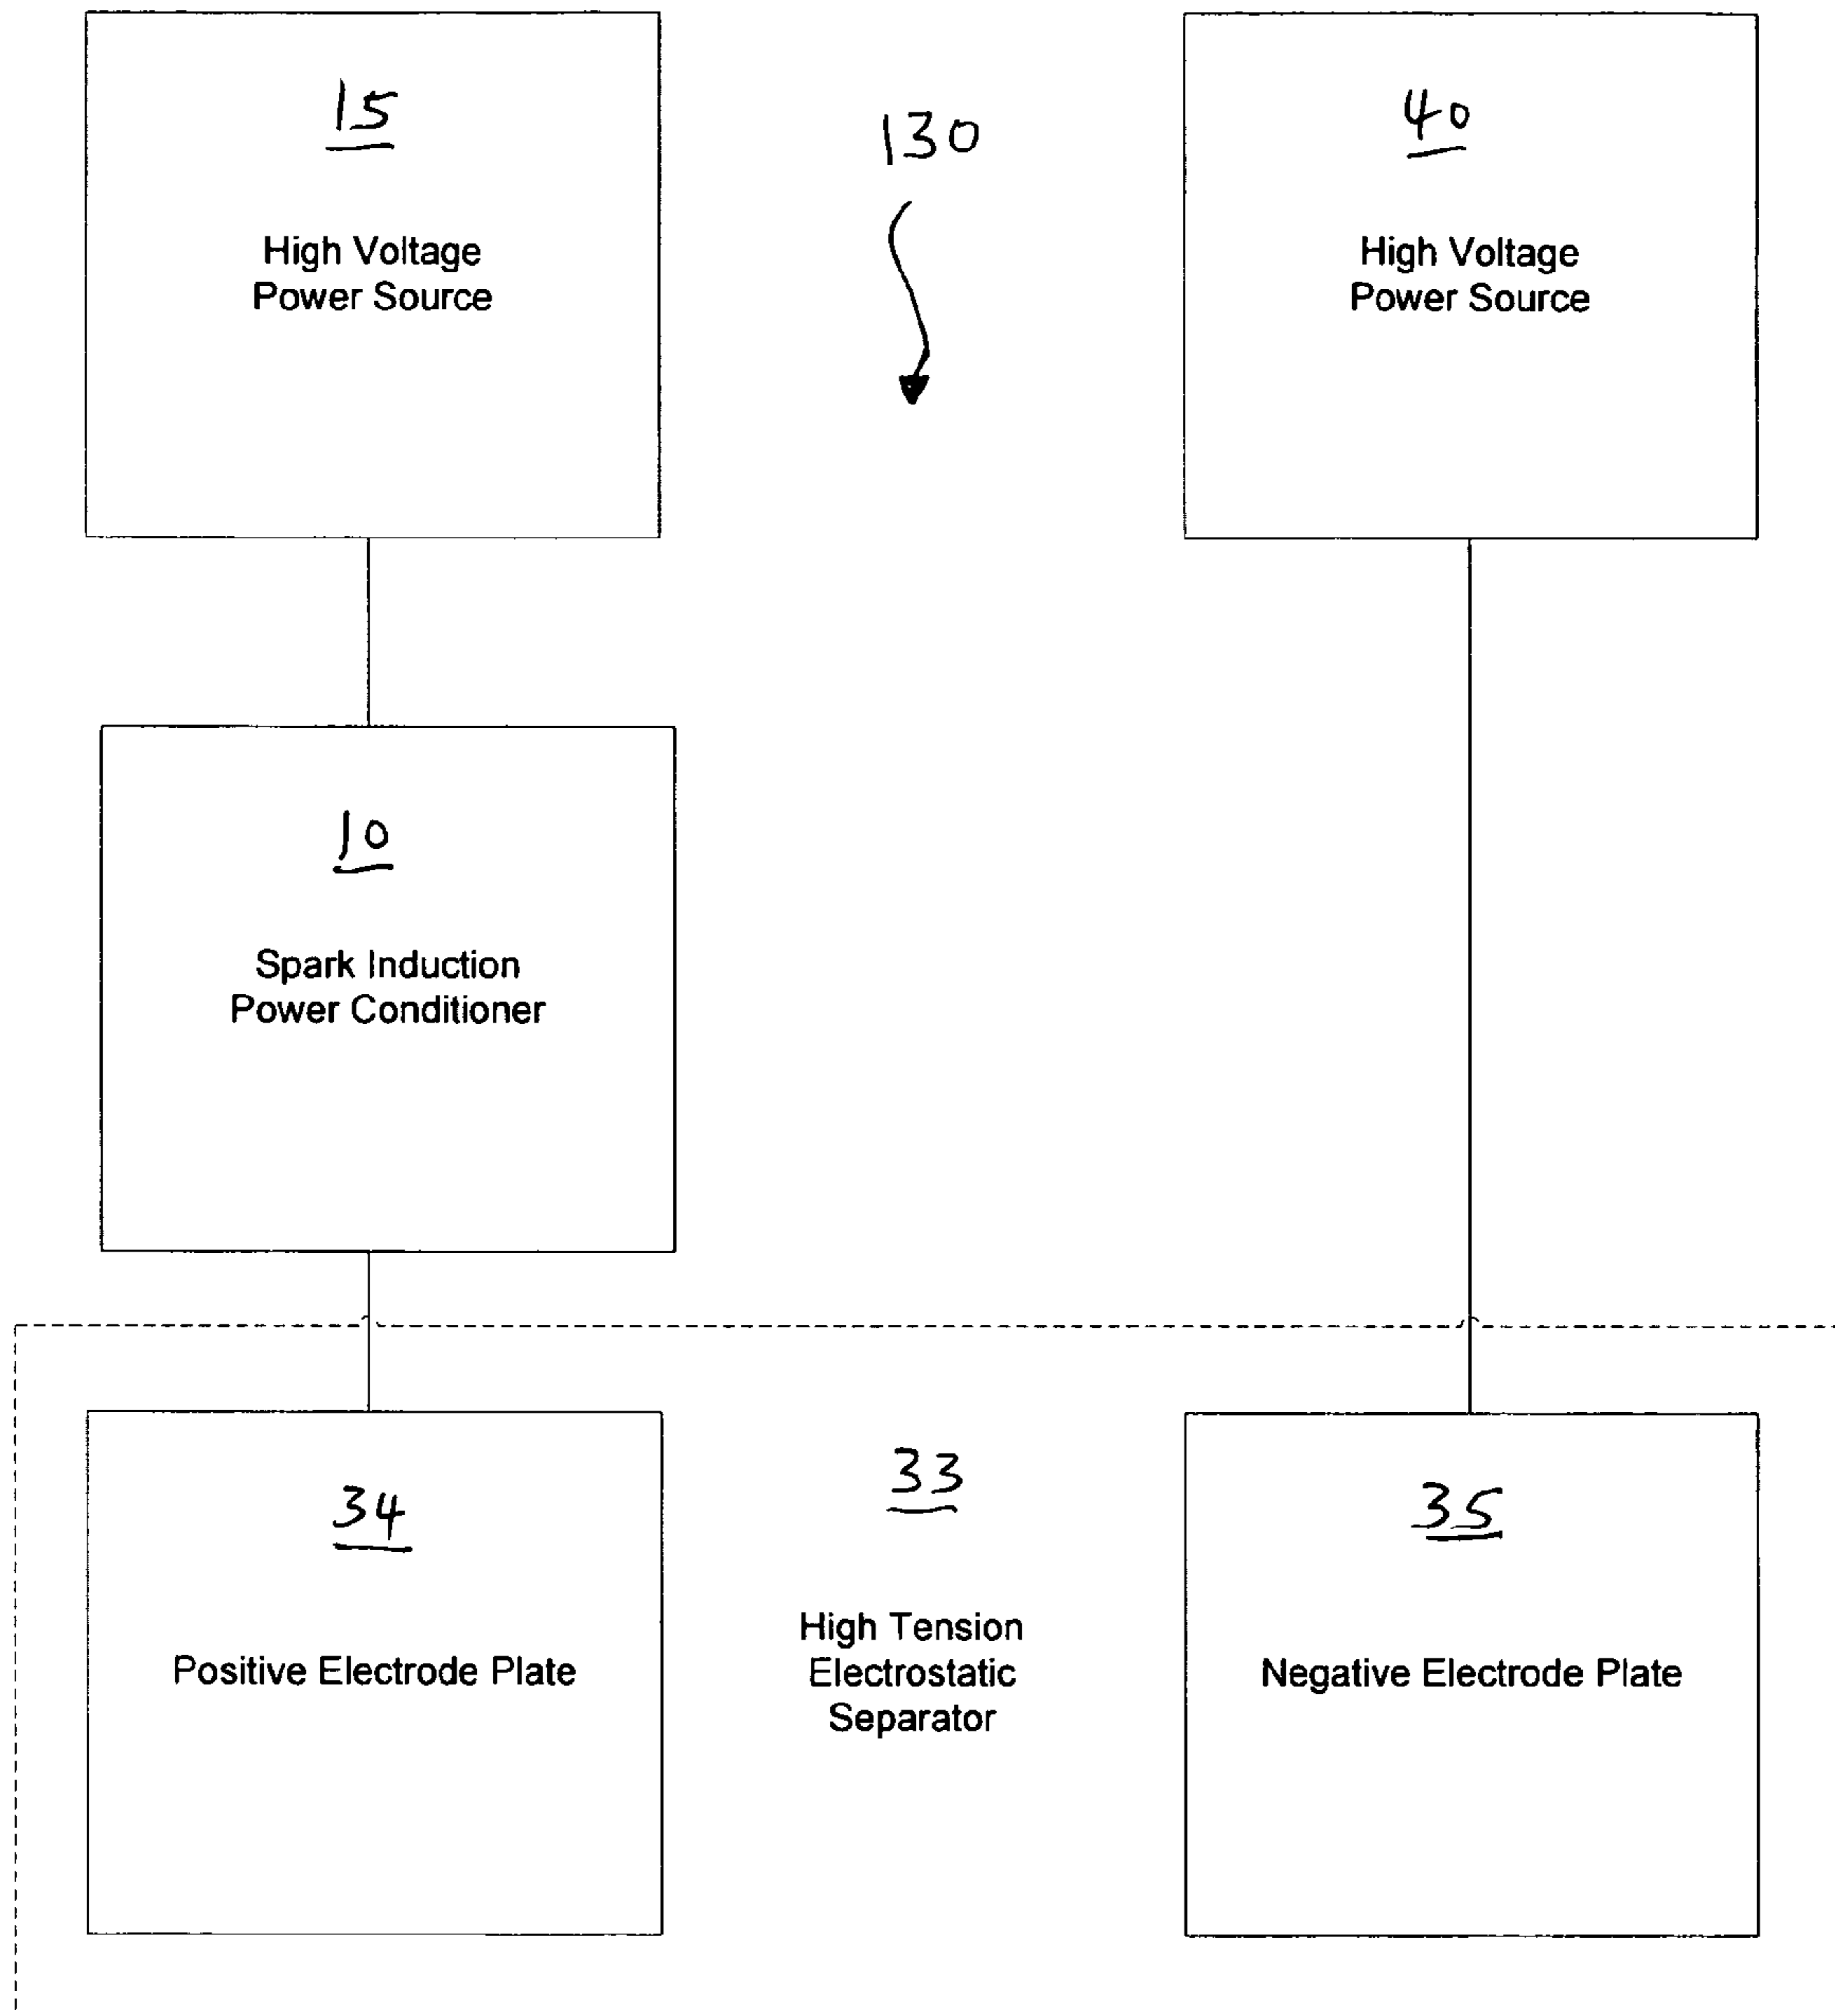 15
High Voltage
Power Source
130
40
High Voltage
Power Source
10
Spark Induction
Power Conditioner
34
Positive Electrode Plate
33
High Tension
Electrostatic
Separator
35
Negative Electrode Plate